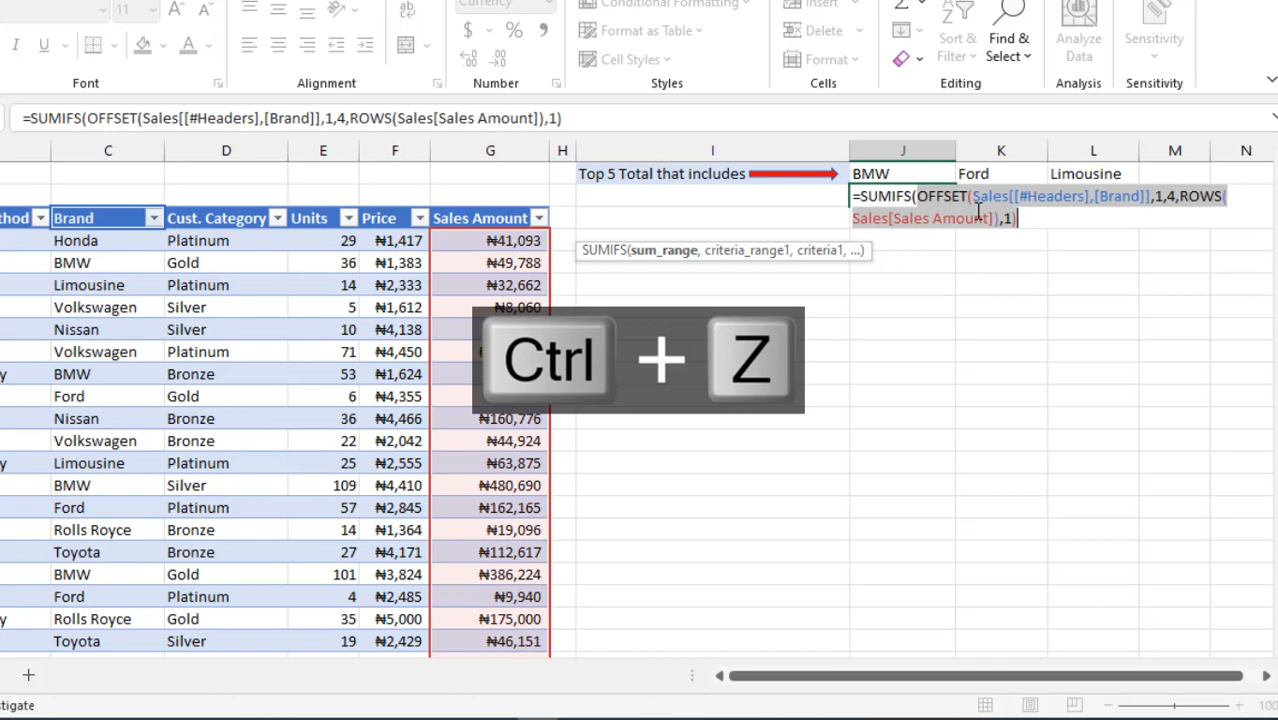 11 A A ab Currency Conditional Formatting Insert Σ
I U A $ % , Format as Table Delete Sort & Find & Analyze Sensitivity
Cell Styles Format Filter Select Data
Font Alignment Number Styles Cells Editing Analysis Sensitivity
=SUMIFS(OFFSET(Sales[[#Headers],[Brand]],1,4,ROWS(Sales[Sales Amount]),1)
C D E F G H I J K L M N
Top 5 Total that includes BMW Ford Limousine
=SUMIFS(OFFSET(Sales[[#Headers],[Brand]],1,4,ROWS(
Sales[Sales Amount]),1)
thod Brand Cust. Category Units Price Sales Amount
SUMIFS(sum_range, criteria_range1, criteria1, ...)
Honda Platinum 29 ₦1,417 ₦41,093
BMW Gold 36 ₦1,383 ₦49,788
Limousine Platinum 14 ₦2,333 ₦32,662
Volkswagen Silver 5 ₦1,612 ₦8,060
Nissan Silver 10 ₦4,138
Volkswagen Platinum 71 ₦4,450
y BMW Bronze 53 ₦1,624
Ford Gold 6 ₦4,355
Ctrl + Z
Nissan Bronze 36 ₦4,466 ₦160,776
Volkswagen Bronze 22 ₦2,042 ₦44,924
y Limousine Platinum 25 ₦2,555 ₦63,875
BMW Silver 109 ₦4,410 ₦480,690
Ford Platinum 57 ₦2,845 ₦162,165
Rolls Royce Bronze 14 ₦1,364 ₦19,096
Toyota Bronze 27 ₦4,171 ₦112,617
BMW Gold 101 ₦3,824 ₦386,224
Ford Platinum 4 ₦2,485 ₦9,940
y Rolls Royce Gold 35 ₦5,000 ₦175,000
Toyota Silver 19 ₦2,429 ₦46,151
tigate 100